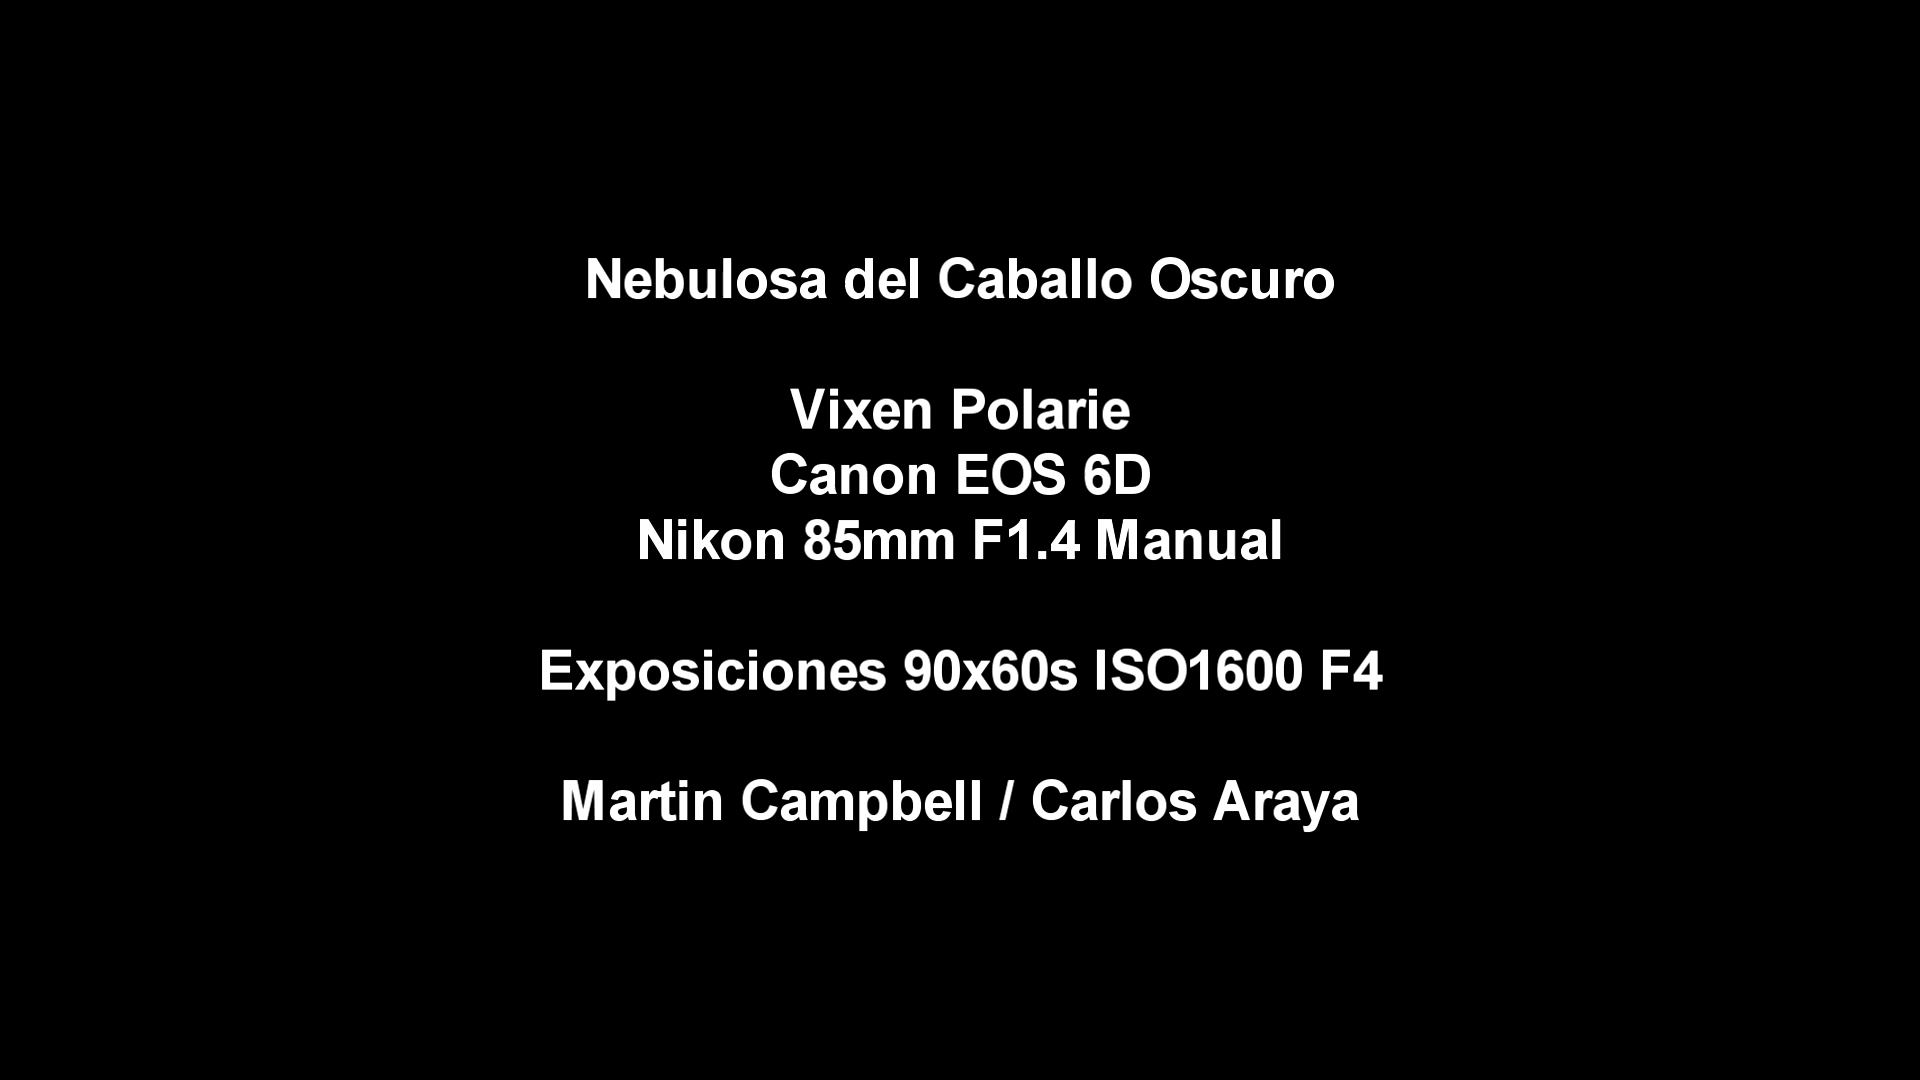 Nebulosa del Caballo Oscuro
Vixen Polarie
Canon EOS 6D
Nikon 85mm F1.4 Manual
Exposiciones 90x60s ISO1600 F4
Martin Campbell / Carlos Araya